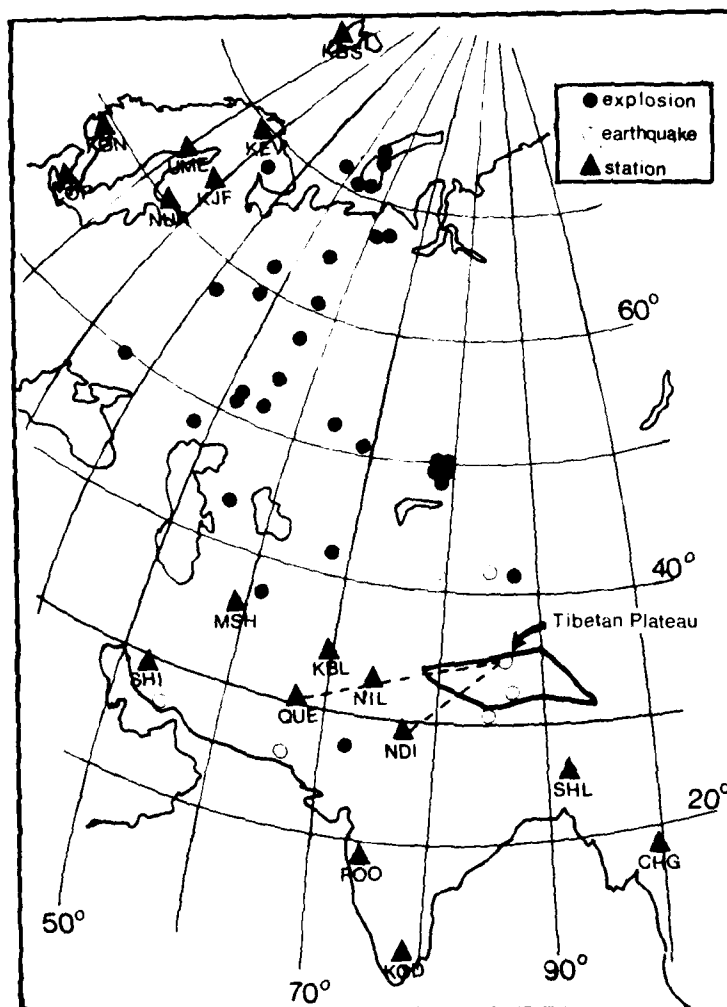 KBS
explosion
earthquake
station
KBN
UME
KEV
COP
KJF
NUR
60°
40°
Tibetan Plateau
MSH
KBL
SHI
NIL
QUE
NDI
SHL
20°
POO
CHG
50°
KOD
90°
70°